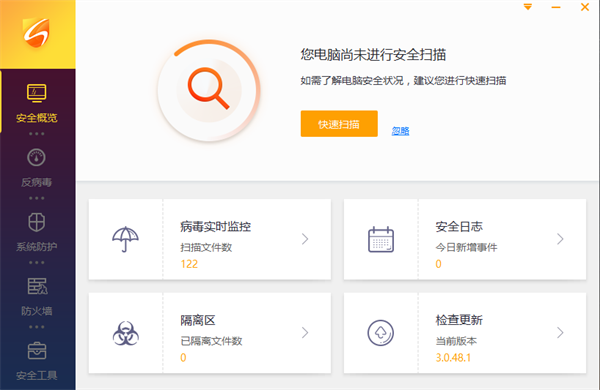 您电脑尚未进行安全扫描
如需了解电脑安全状况，建议您进行快速扫描
快速扫描
忽略
安全概览
反病毒
系统防护
防火墙
安全工具
病毒实时监控
扫描文件数
122
安全日志
今日新增事件
0
隔离区
已隔离文件数
0
检查更新
当前版本
3.0.48.1